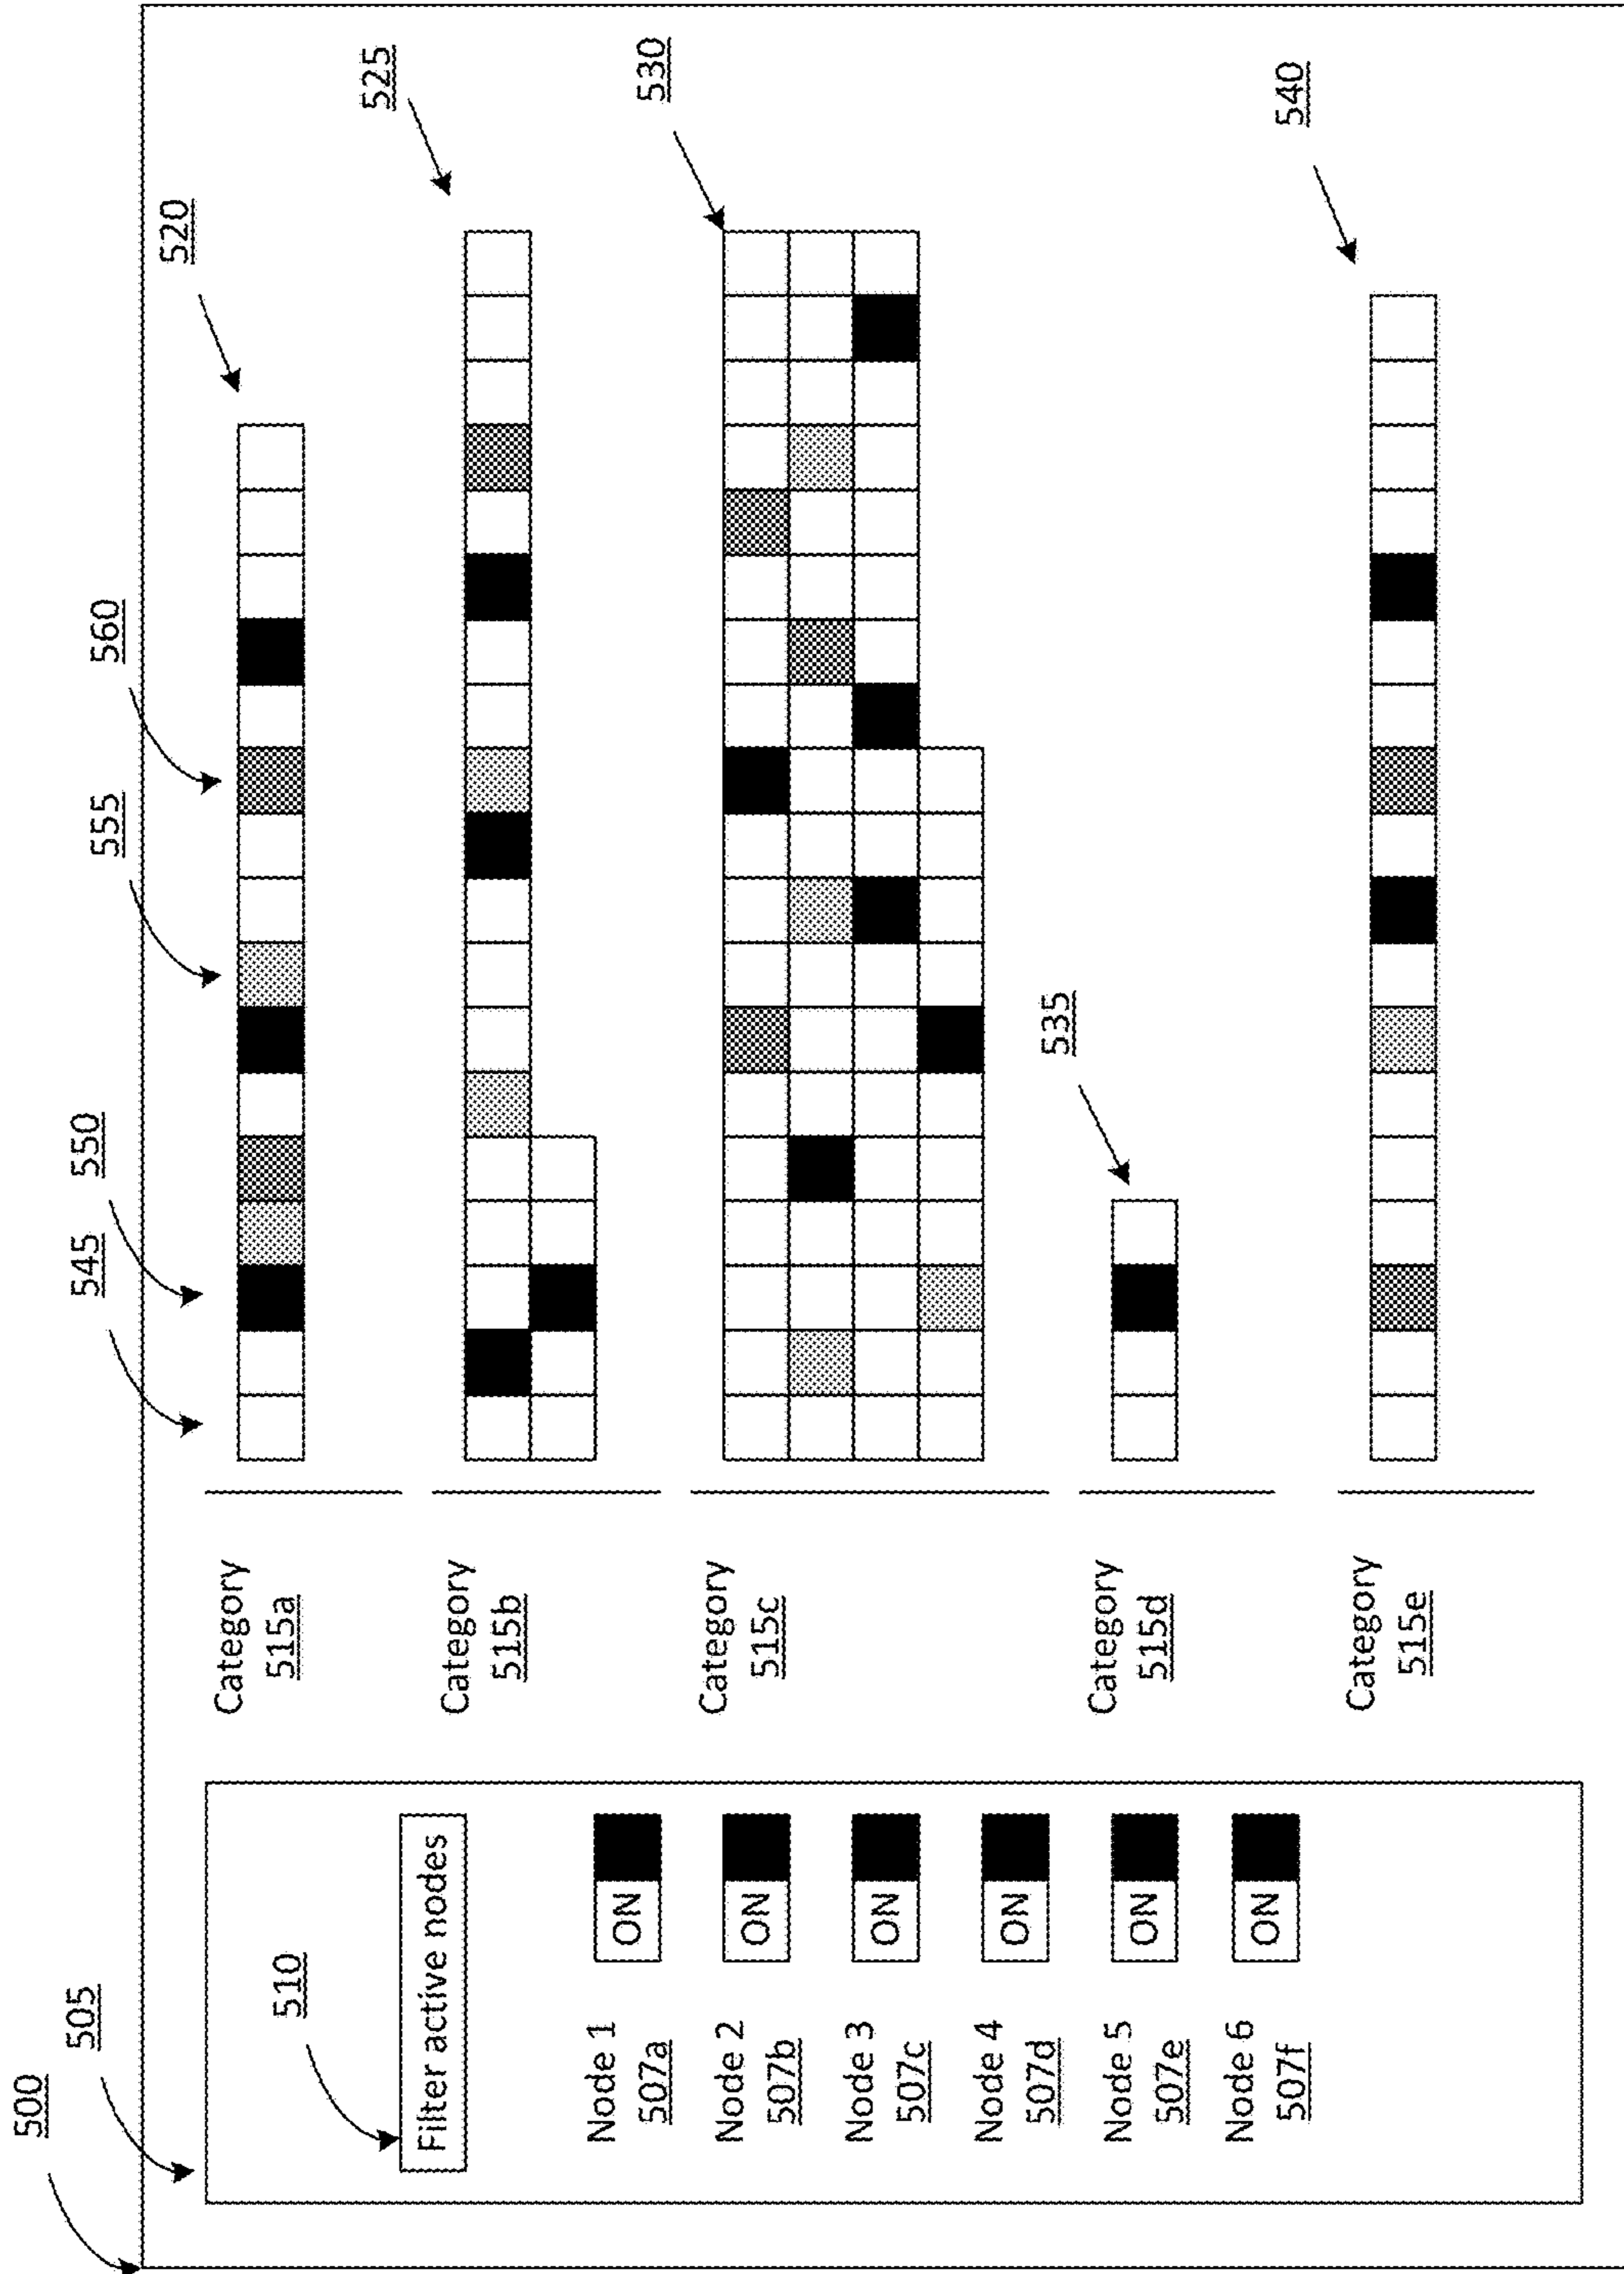 500
505
510
Filter active nodes
Node 1
507a
ON
Node 2
507b
ON
Node 3
507c
ON
Node 4
507d
ON
Node 5
507e
ON
Node 6
507f
ON
Category
515a
Category
515b
Category
515c
Category
515d
Category
515e
545
550
555
560
520
525
530
535
540